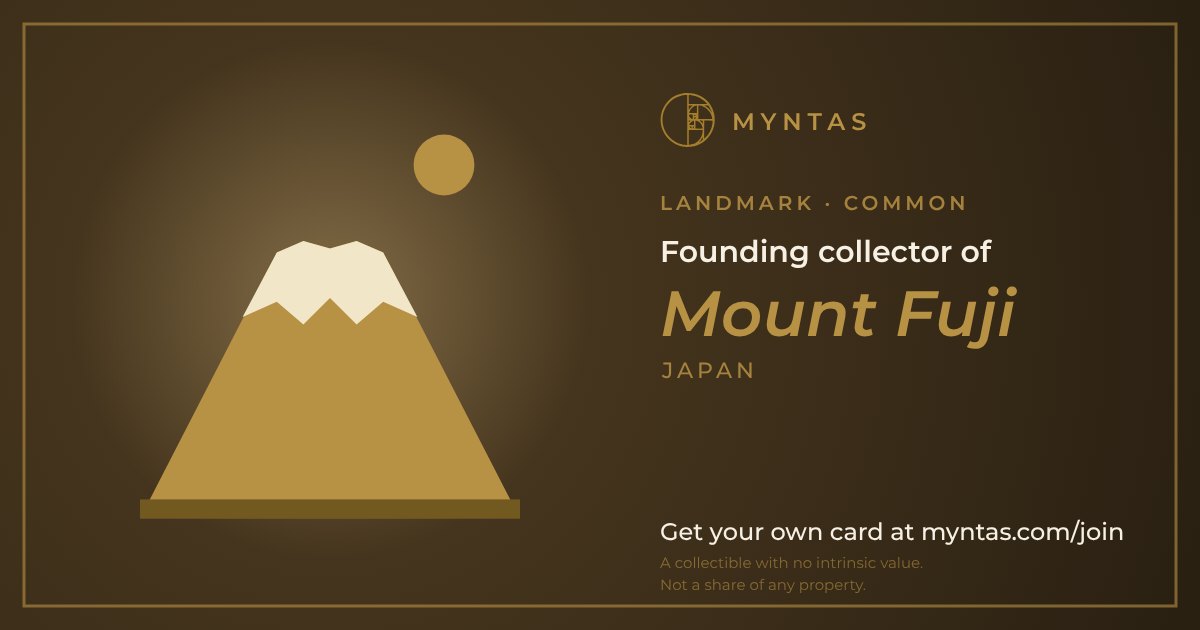 MYNTAS
LANDMARK · COMMON
Founding collector of
Mount Fuji
JAPAN
Get your own card at myntas.com/join
A collectible with no intrinsic value.
Not a share of any property.